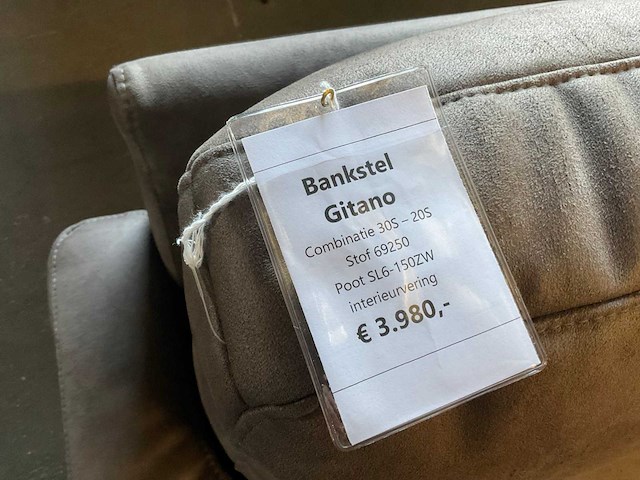 Bankstel
Gitano
Combinatie 30S – 20S
Stof 69250
Poot SL6-150ZW
interieurvering
€ 3.980,-